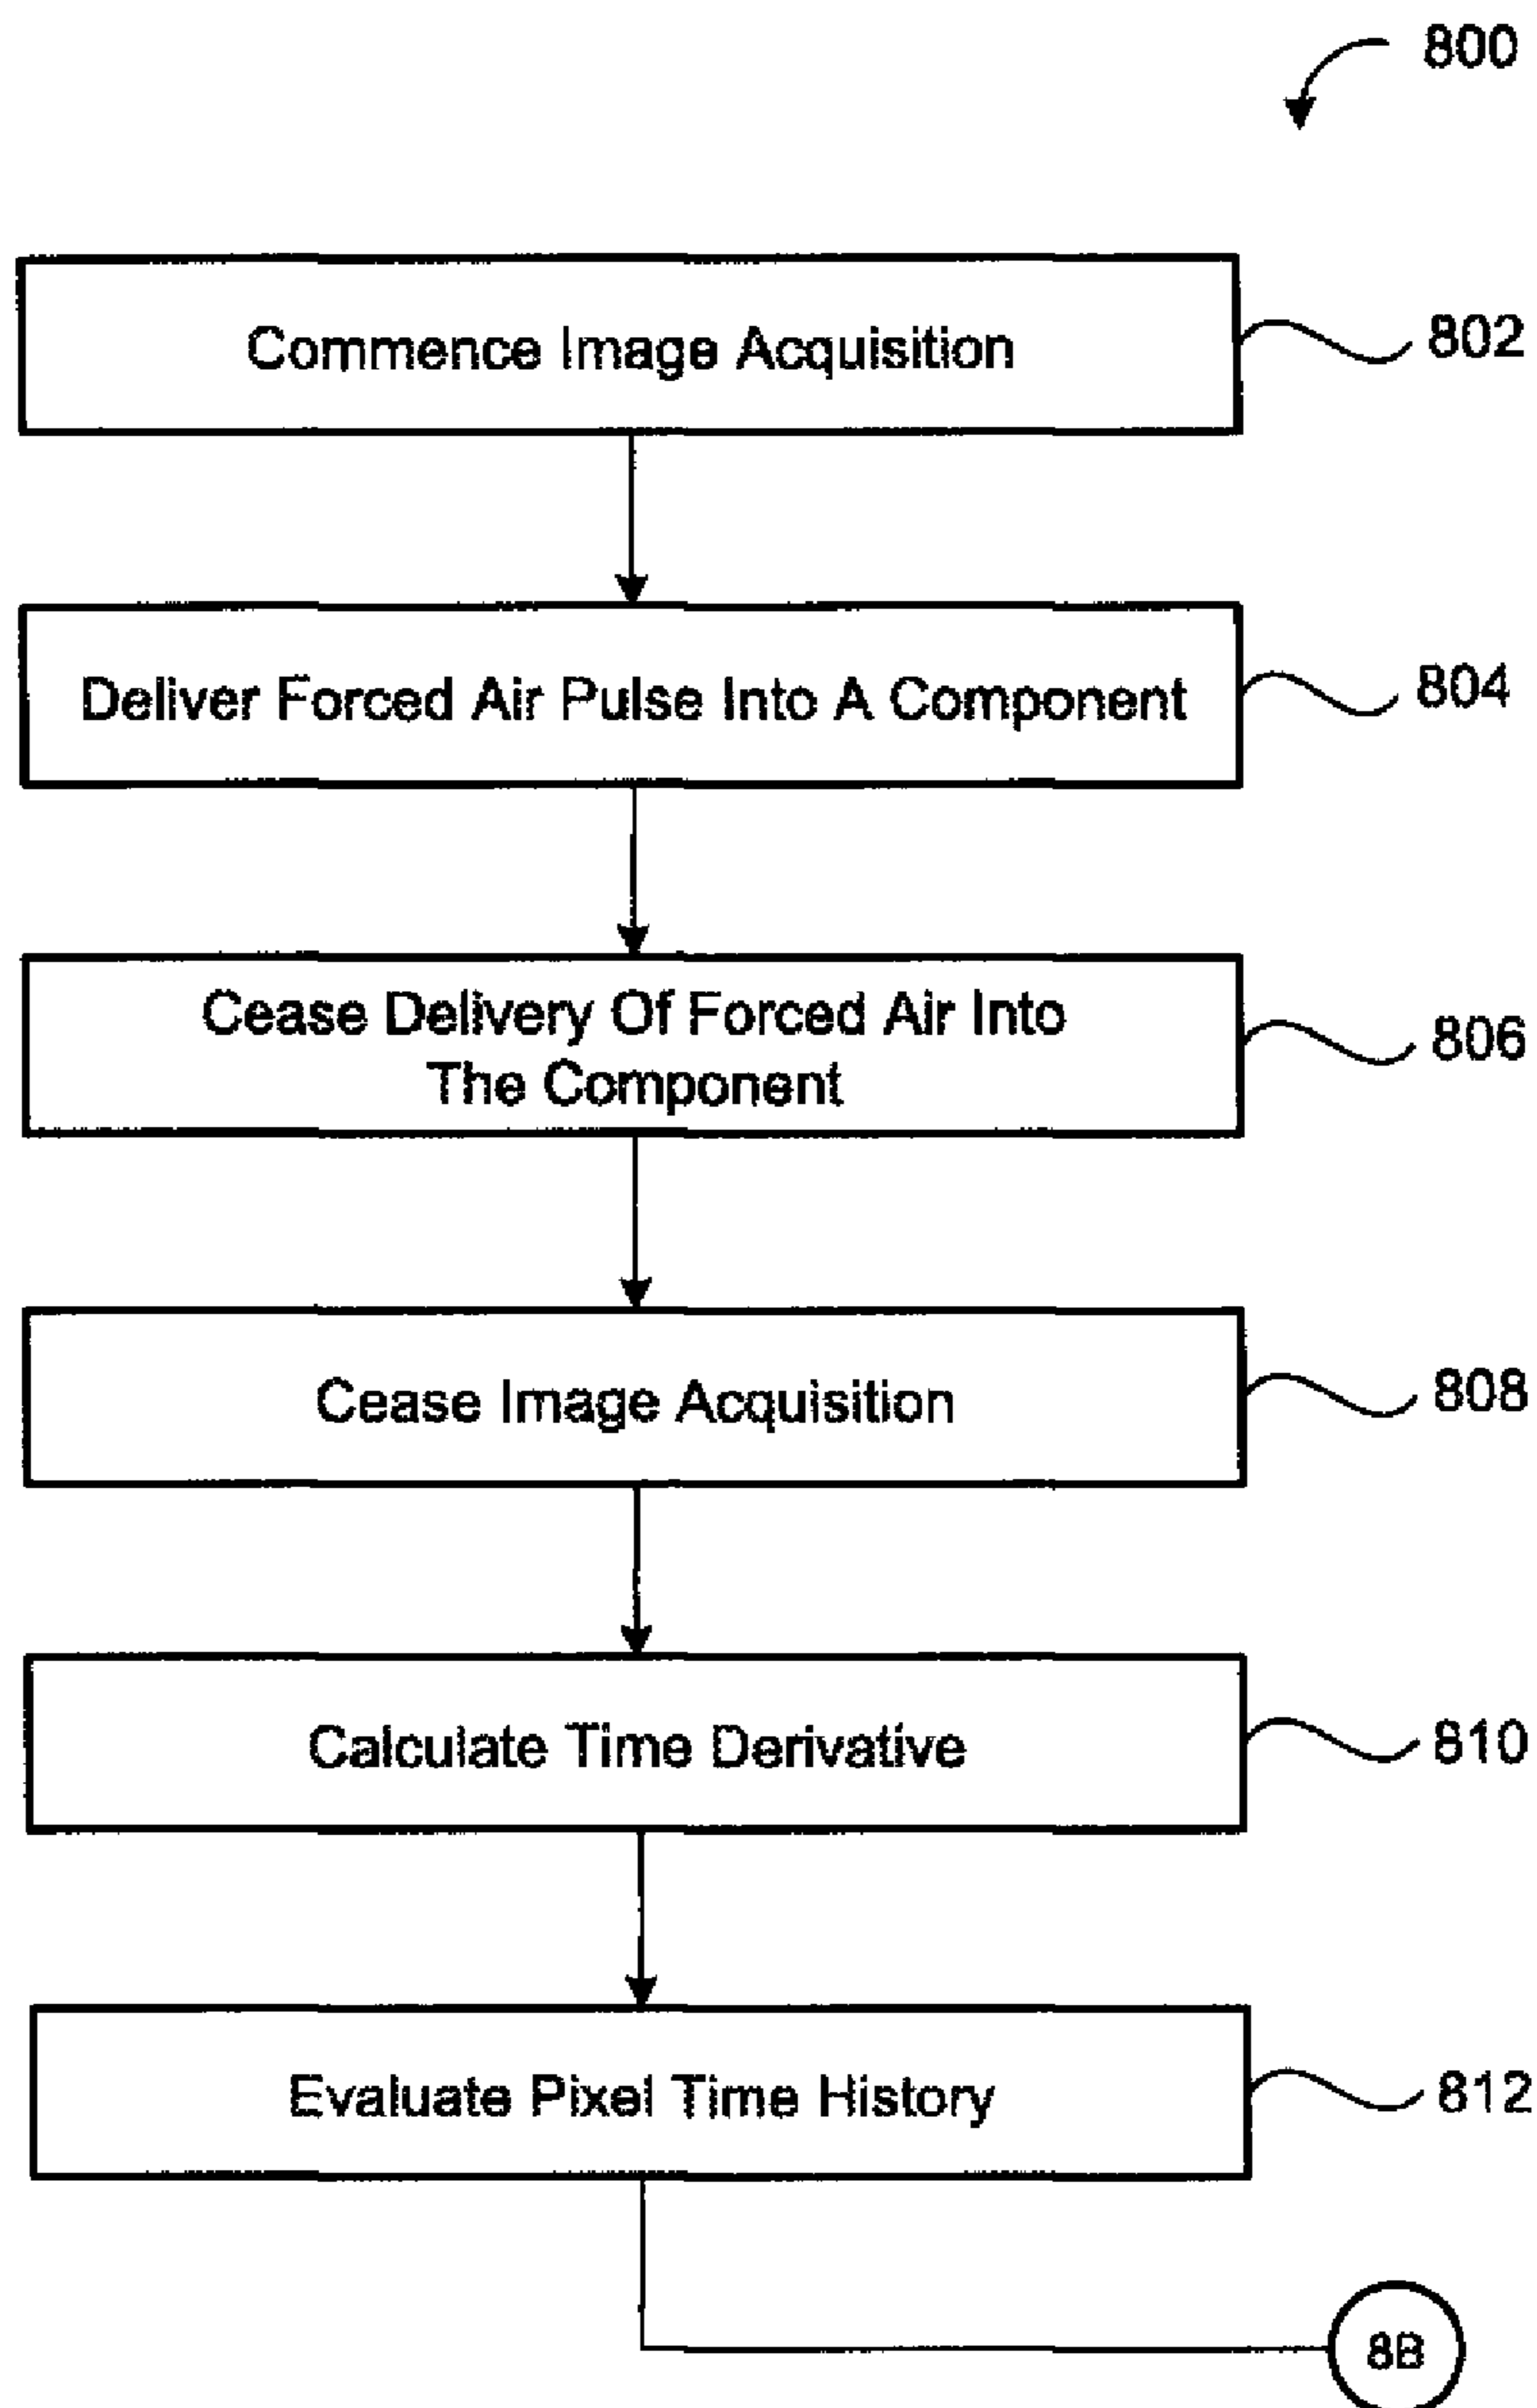 800
Commence Image Acquisition
802
Deliver Forced Air Pulse Into A Component
804
Cease Delivery Of Forced Air Into
The Component
806
Cease Image Acquisition
808
Calculate Time Derivative
810
Evaluate Pixel Time History
812
8B